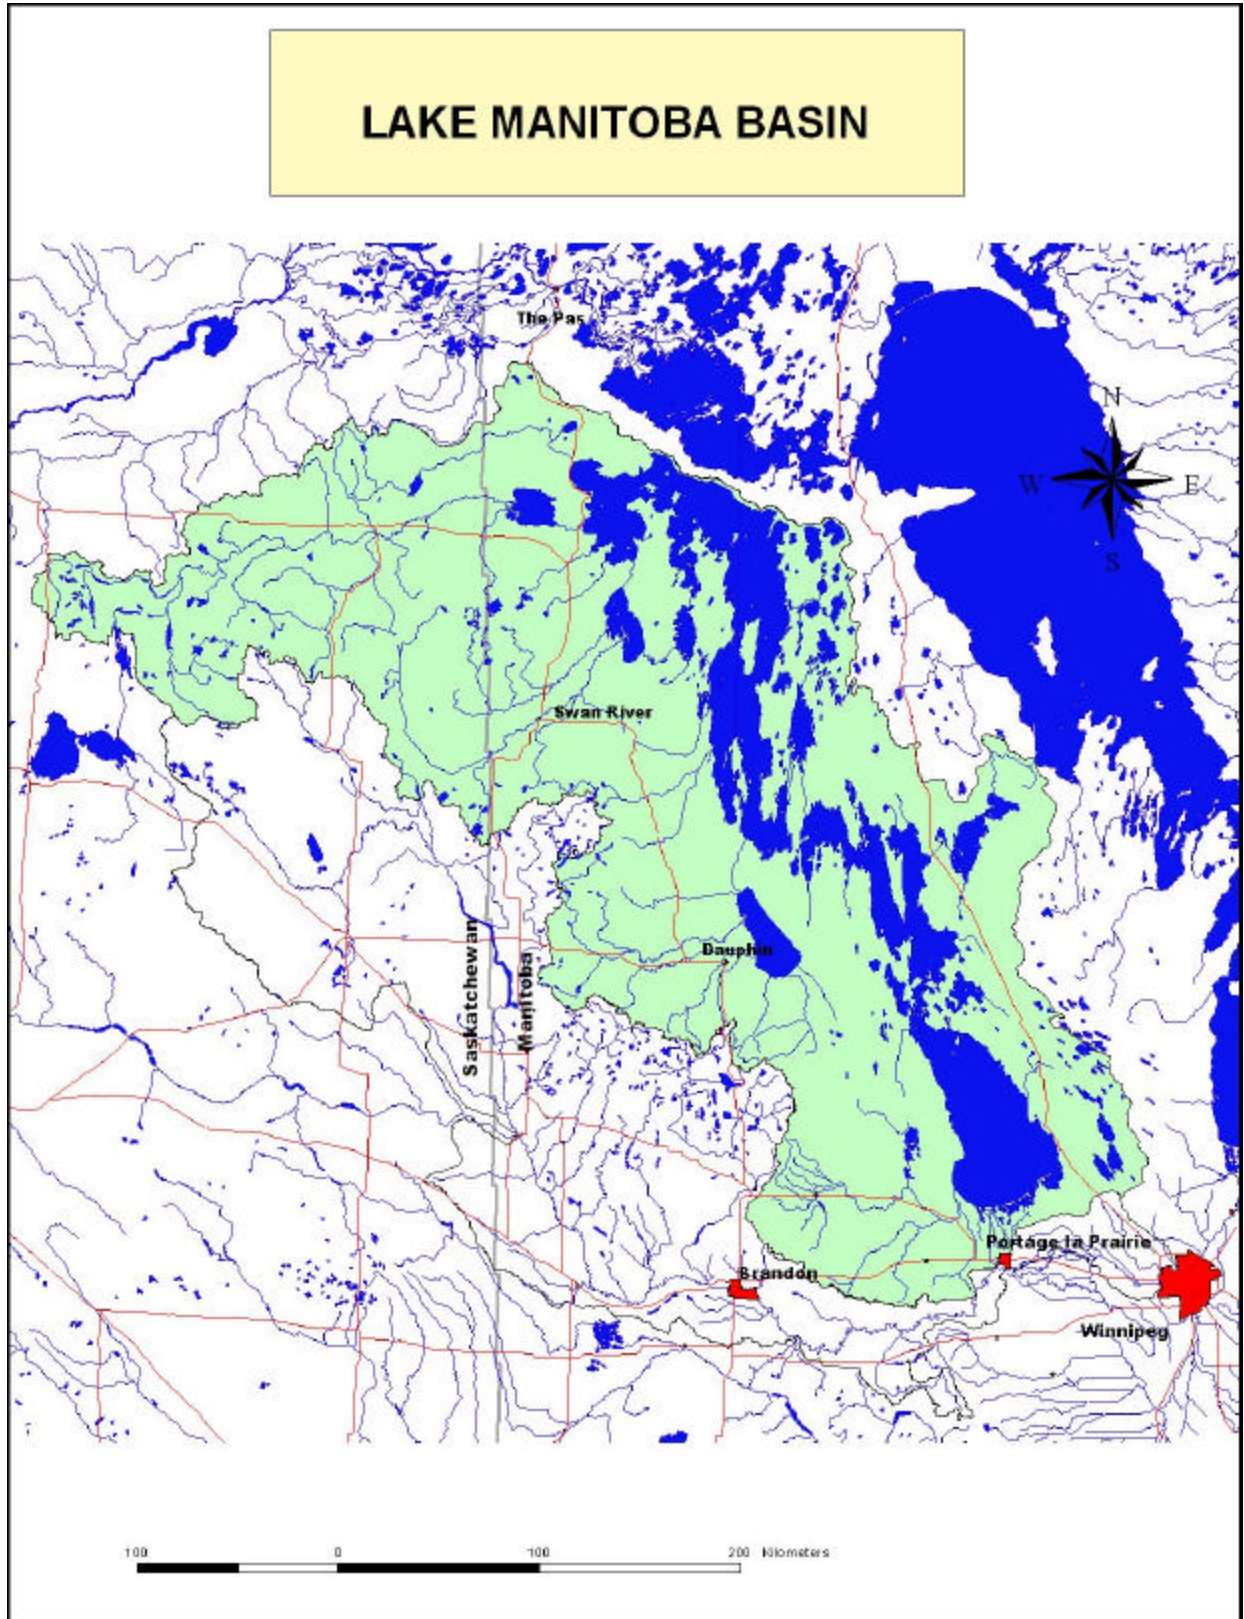 LAKE MANITOBA BASIN
The Pas
N
W
E
S
Swan River
Dauphin
Saskatchewan
Manitoba
Portage la Prairie
Brandon
Winnipeg
100 0 100 200 Kilometers